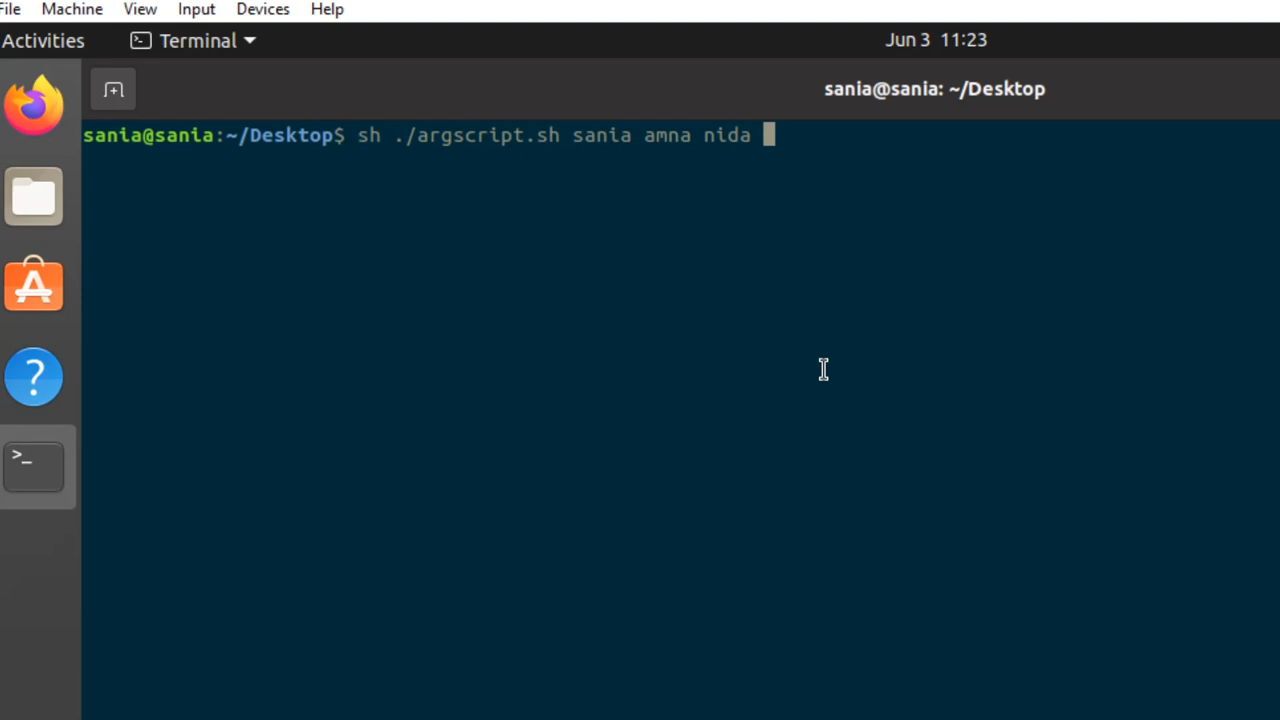 File Machine View Input Devices Help
Activities Terminal Jun 3 11:23
sania@sania: ~/Desktop
sania@sania:~/Desktop$ sh ./argscript.sh sania amna nida